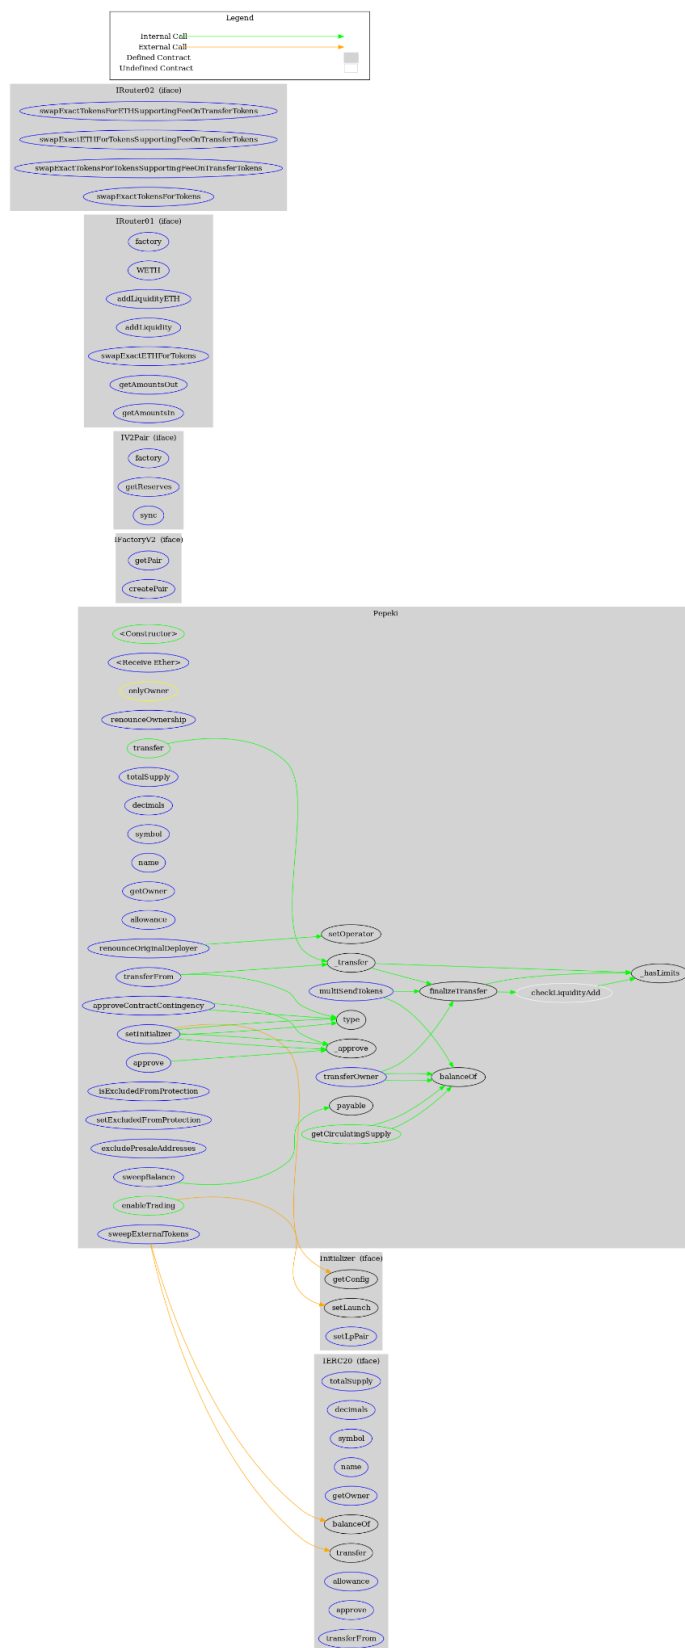 Legend
Internal Call
External Call
Defined Contract
Undefined Contract
IRouter02 (iface)
swapExactTokensForETHSupportingFeeOnTransferTokens
swapExactETHForTokensSupportingFeeOnTransferTokens
swapExactTokensForTokensSupportingFeeOnTransferTokens
swapExactTokensForTokens
IRouter01 (iface)
factory
WETH
addLiquidityETH
addLiquidity
swapExactETHForTokens
getAmountsOut
getAmountsIn
IV2Pair (iface)
factory
getReserves
sync
IFactoryV2 (iface)
getPair
createPair
Pepeki
<Constructor>
<Receive Ether>
onlyOwner
renounceOwnership
transfer
totalSupply
decimals
symbol
name
getOwner
allowance
renounceOriginalDeployer
transferFrom
approveContractContingency
setInitializer
approve
isExcludedFromProtection
setExcludedFromProtection
excludePresaleAddresses
sweepBalance
enableTrading
sweepExternalTokens
setOperator
_transfer
multiSendTokens
type
_approve
transferOwner
payable
getCirculatingSupply
finalizeTransfer
balanceOf
_checkLiquidityAdd
_hasLimits
Initializer (iface)
getConfig
setLaunch
setLpPair
IERC20 (iface)
totalSupply
decimals
symbol
name
getOwner
balanceOf
transfer
allowance
approve
transferFrom